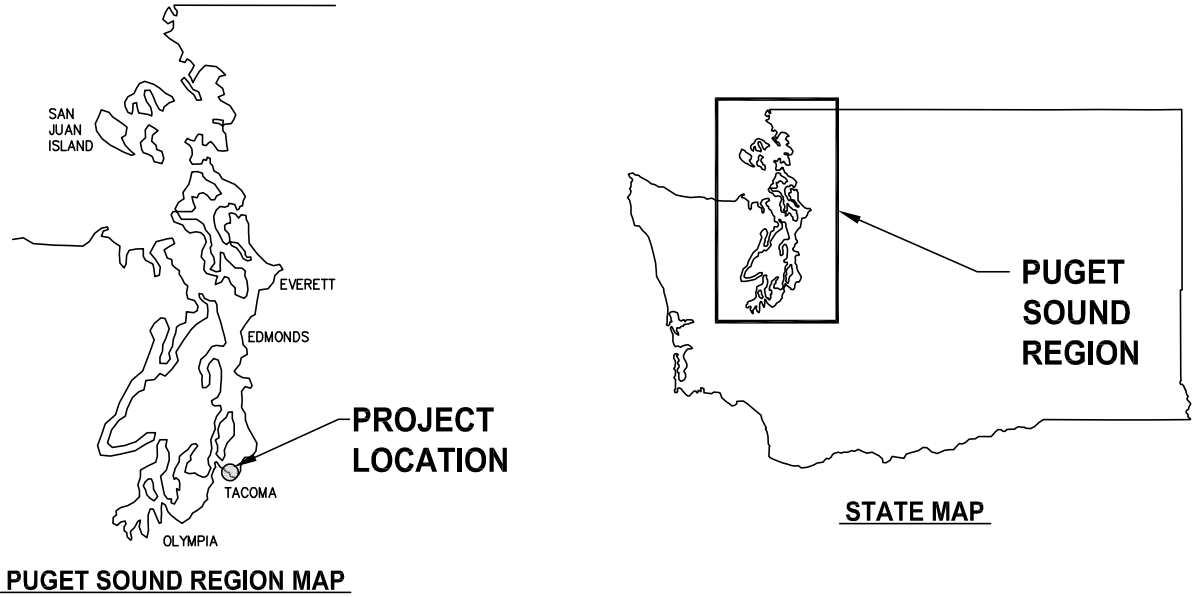 SAN
JUAN
ISLAND
EVERETT
EDMONDS
PROJECT
LOCATION
TACOMA
OLYMPIA
PUGET SOUND REGION MAP
PUGET
SOUND
REGION
STATE MAP